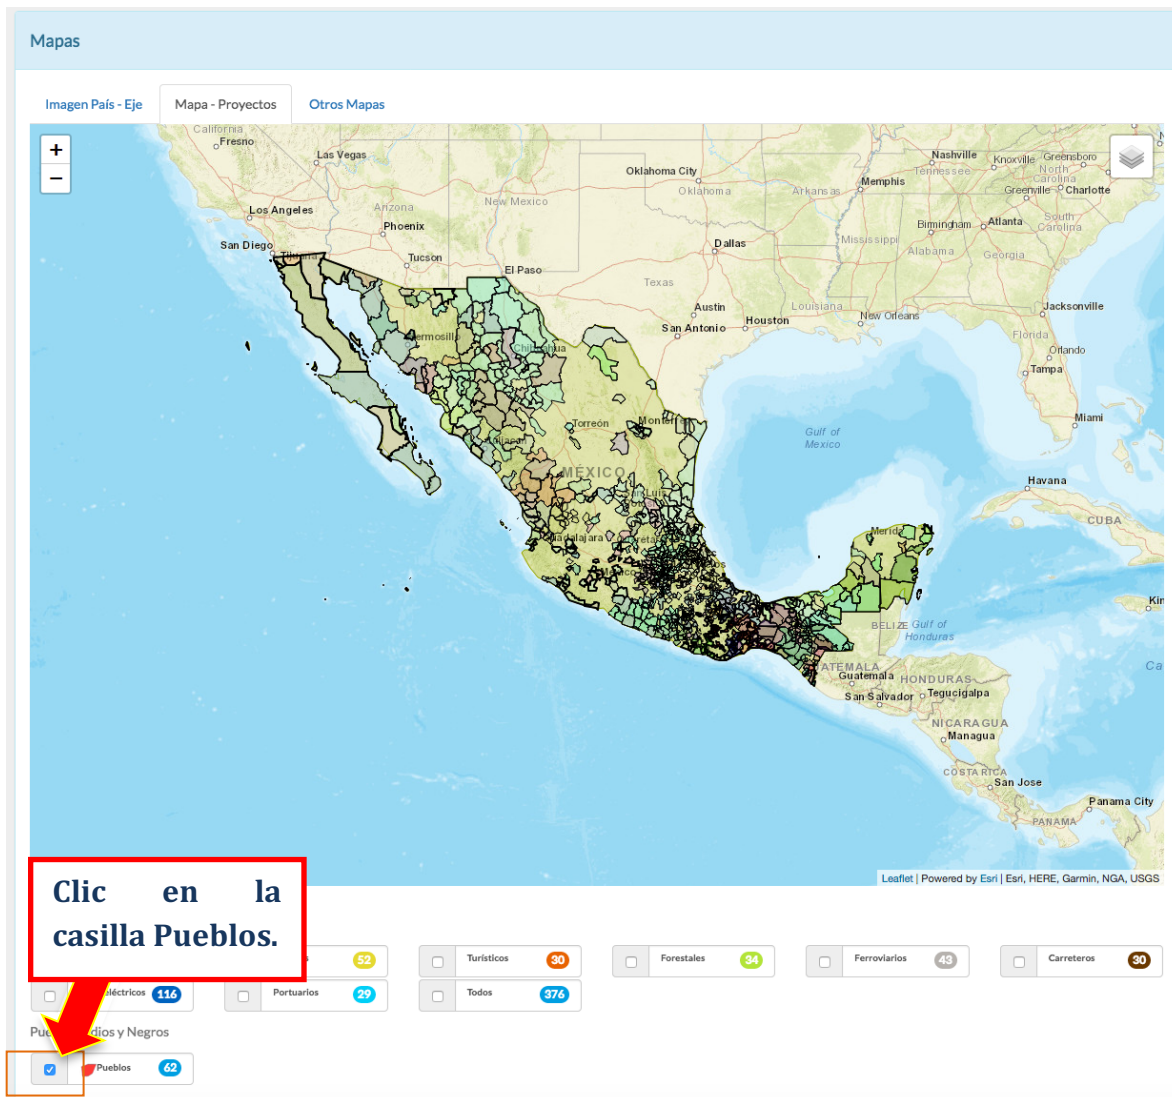 Mapas
Imagen País - Eje
Mapa - Proyectos
Otros Mapas
+
−
California
Fresno
Las Vegas
Los Angeles
Arizona
Phoenix
New Mexico
San Diego
Tijuana
Tucson
El Paso
Oklahoma City
Oklahoma
Arkansas
Memphis
Nashville
Tennessee
Knoxville
Greensboro
North
Carolina
Greenville
Charlotte
Birmingham
Atlanta
South
Carolina
Mississippi
Alabama
Georgia
Dallas
Texas
Austin
San Antonio
Houston
Louisiana
New Orleans
Jacksonville
Florida
Orlando
Tampa
Miami
Chihuahua
Torreón
MÉXICO
Gulf of
Mexico
Havana
CUBA
Merida
BELIZE
Gulf of
Honduras
Guatemala
HONDURAS
San Salvador
Tegucigalpa
NICARAGUA
Managua
COSTA RICA
San Jose
Panama City
PANAMA
Leaflet | Powered by Esri | Esri, HERE, Garmin, NGA, USGS
Clic en la
casilla Pueblos.
52
Turísticos 30
Forestales 34
Ferroviarios 43
Carreteros 30
eléctricos 116
Portuarios 29
Todos 376
dios y Negros
Pueblos 62